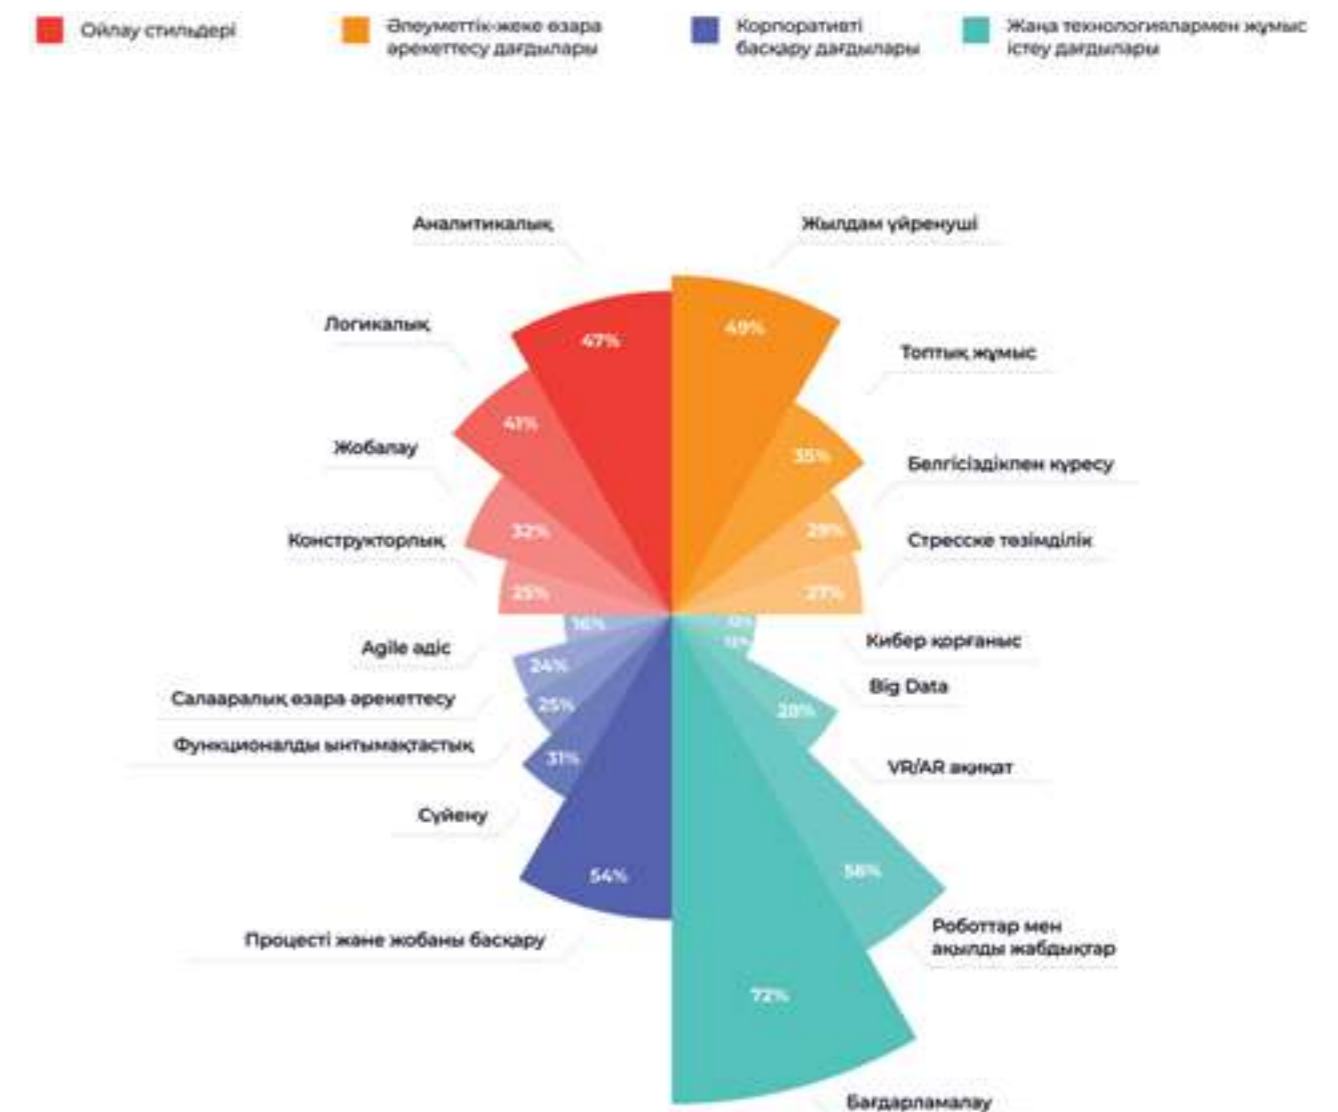 Ойлау стильдері
Әлеуметтік-жеке өзара
әрекеттесу дағдылары
Корпоративті
басқару дағдылары
Жаңа технологиялармен жұмыс
істеу дағдылары
Аналитикалық
Жылдам үйренуші
Логикалық
47%
49%
Топтық жұмыс
41%
Жобалау
35%
Белгісіздікпен күресу
Конструкторлық
32%
29%
Стресске төзімділік
25%
27%
16%
Agile әдіс
Кибер қорғаныс
24%
Салааралық өзара әрекеттесу
25%
Big Data
28%
Функционалды ынтымақтастық
31%
VR/AR ақиқат
Сүйену
54%
56%
Процесті және жобаны басқару
Роботтар мен
ақылды жабдықтар
72%
Бағдарламалау